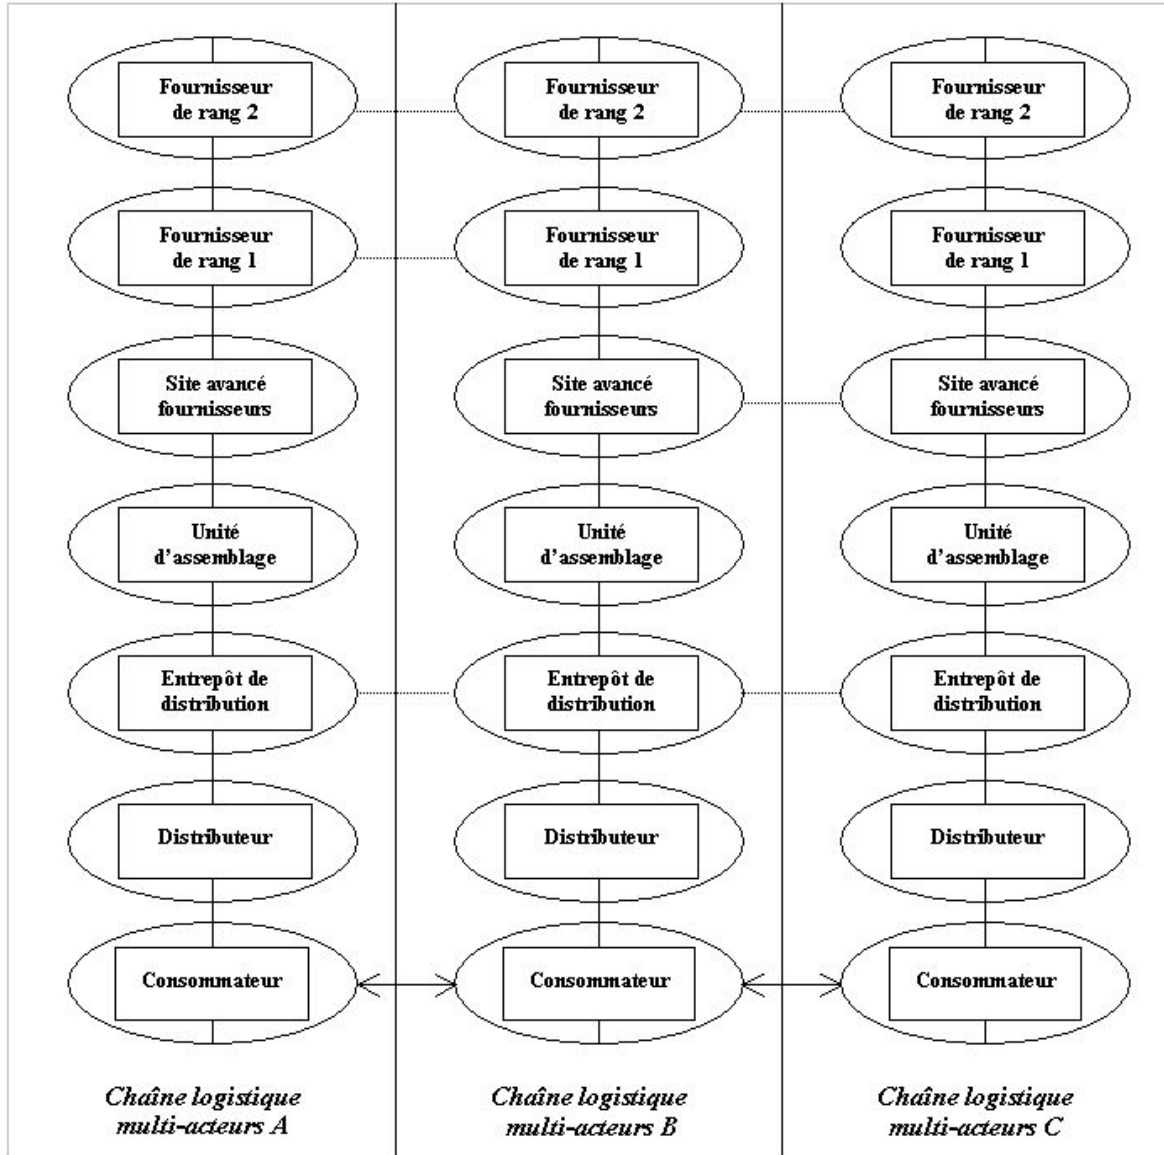 Fournisseur
de rang 2
Fournisseur
de rang 2
Fournisseur
de rang 2
Fournisseur
de rang 1
Fournisseur
de rang 1
Fournisseur
de rang 1
Site avancé
fournisseurs
Site avancé
fournisseurs
Site avancé
fournisseurs
Unité
d'assemblage
Unité
d'assemblage
Unité
d'assemblage
Entrepôt de
distribution
Entrepôt de
distribution
Entrepôt de
distribution
Distributeur
Distributeur
Distributeur
Consommateur
Consommateur
Consommateur
Chaîne logistique
multi-acteurs A
Chaîne logistique
multi-acteurs B
Chaîne logistique
multi-acteurs C